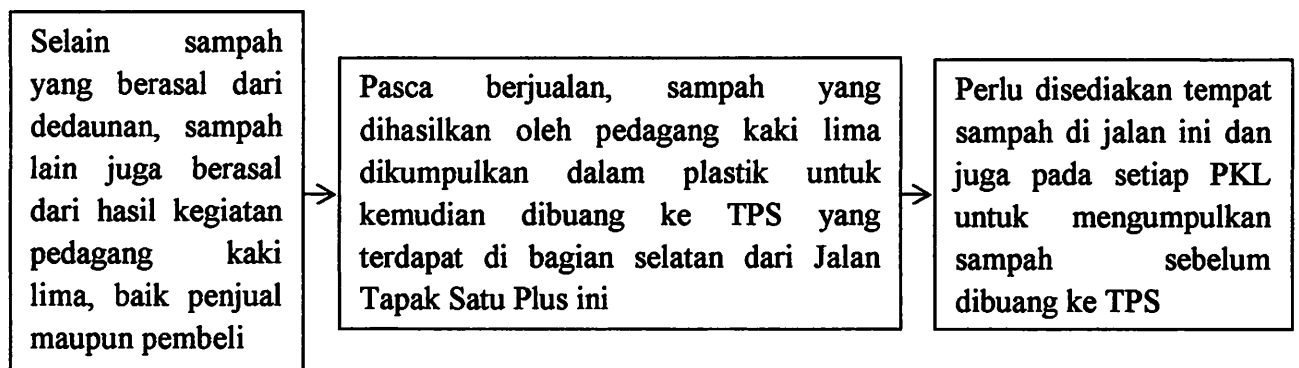 Selain sampah
yang berasal dari
dedaunan, sampah
lain juga berasal
dari hasil kegiatan
pedagang kaki
lima, baik penjual
maupun pembeli
Pasca berjualan, sampah yang
dihasilkan oleh pedagang kaki lima
dikumpulkan dalam plastik untuk
kemudian dibuang ke TPS yang
terdapat di bagian selatan dari Jalan
Tapak Satu Plus ini
Perlu disediakan tempat
sampah di jalan ini dan
juga pada setiap PKL
untuk mengumpulkan
sampah sebelum
dibuang ke TPS